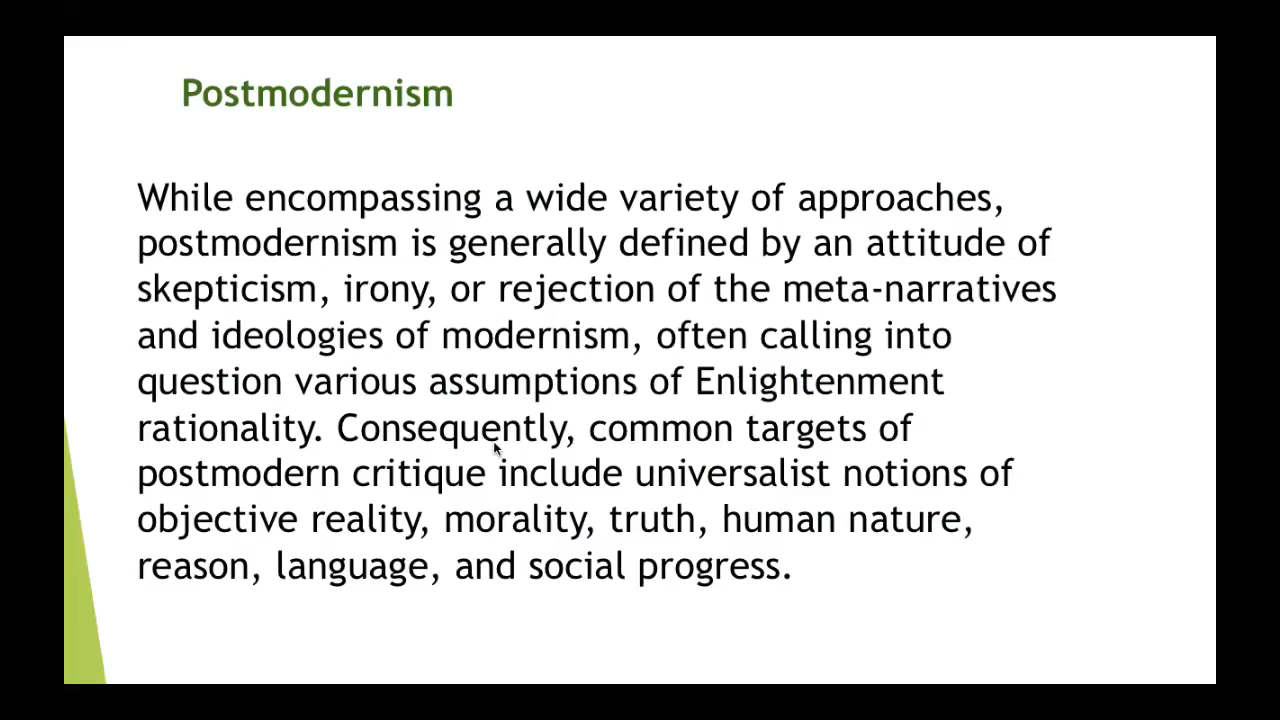 Postmodernism
While encompassing a wide variety of approaches,
postmodernism is generally defined by an attitude of
skepticism, irony, or rejection of the meta-narratives
and ideologies of modernism, often calling into
question various assumptions of Enlightenment
rationality. Consequently, common targets of
postmodern critique include universalist notions of
objective reality, morality, truth, human nature,
reason, language, and social progress.